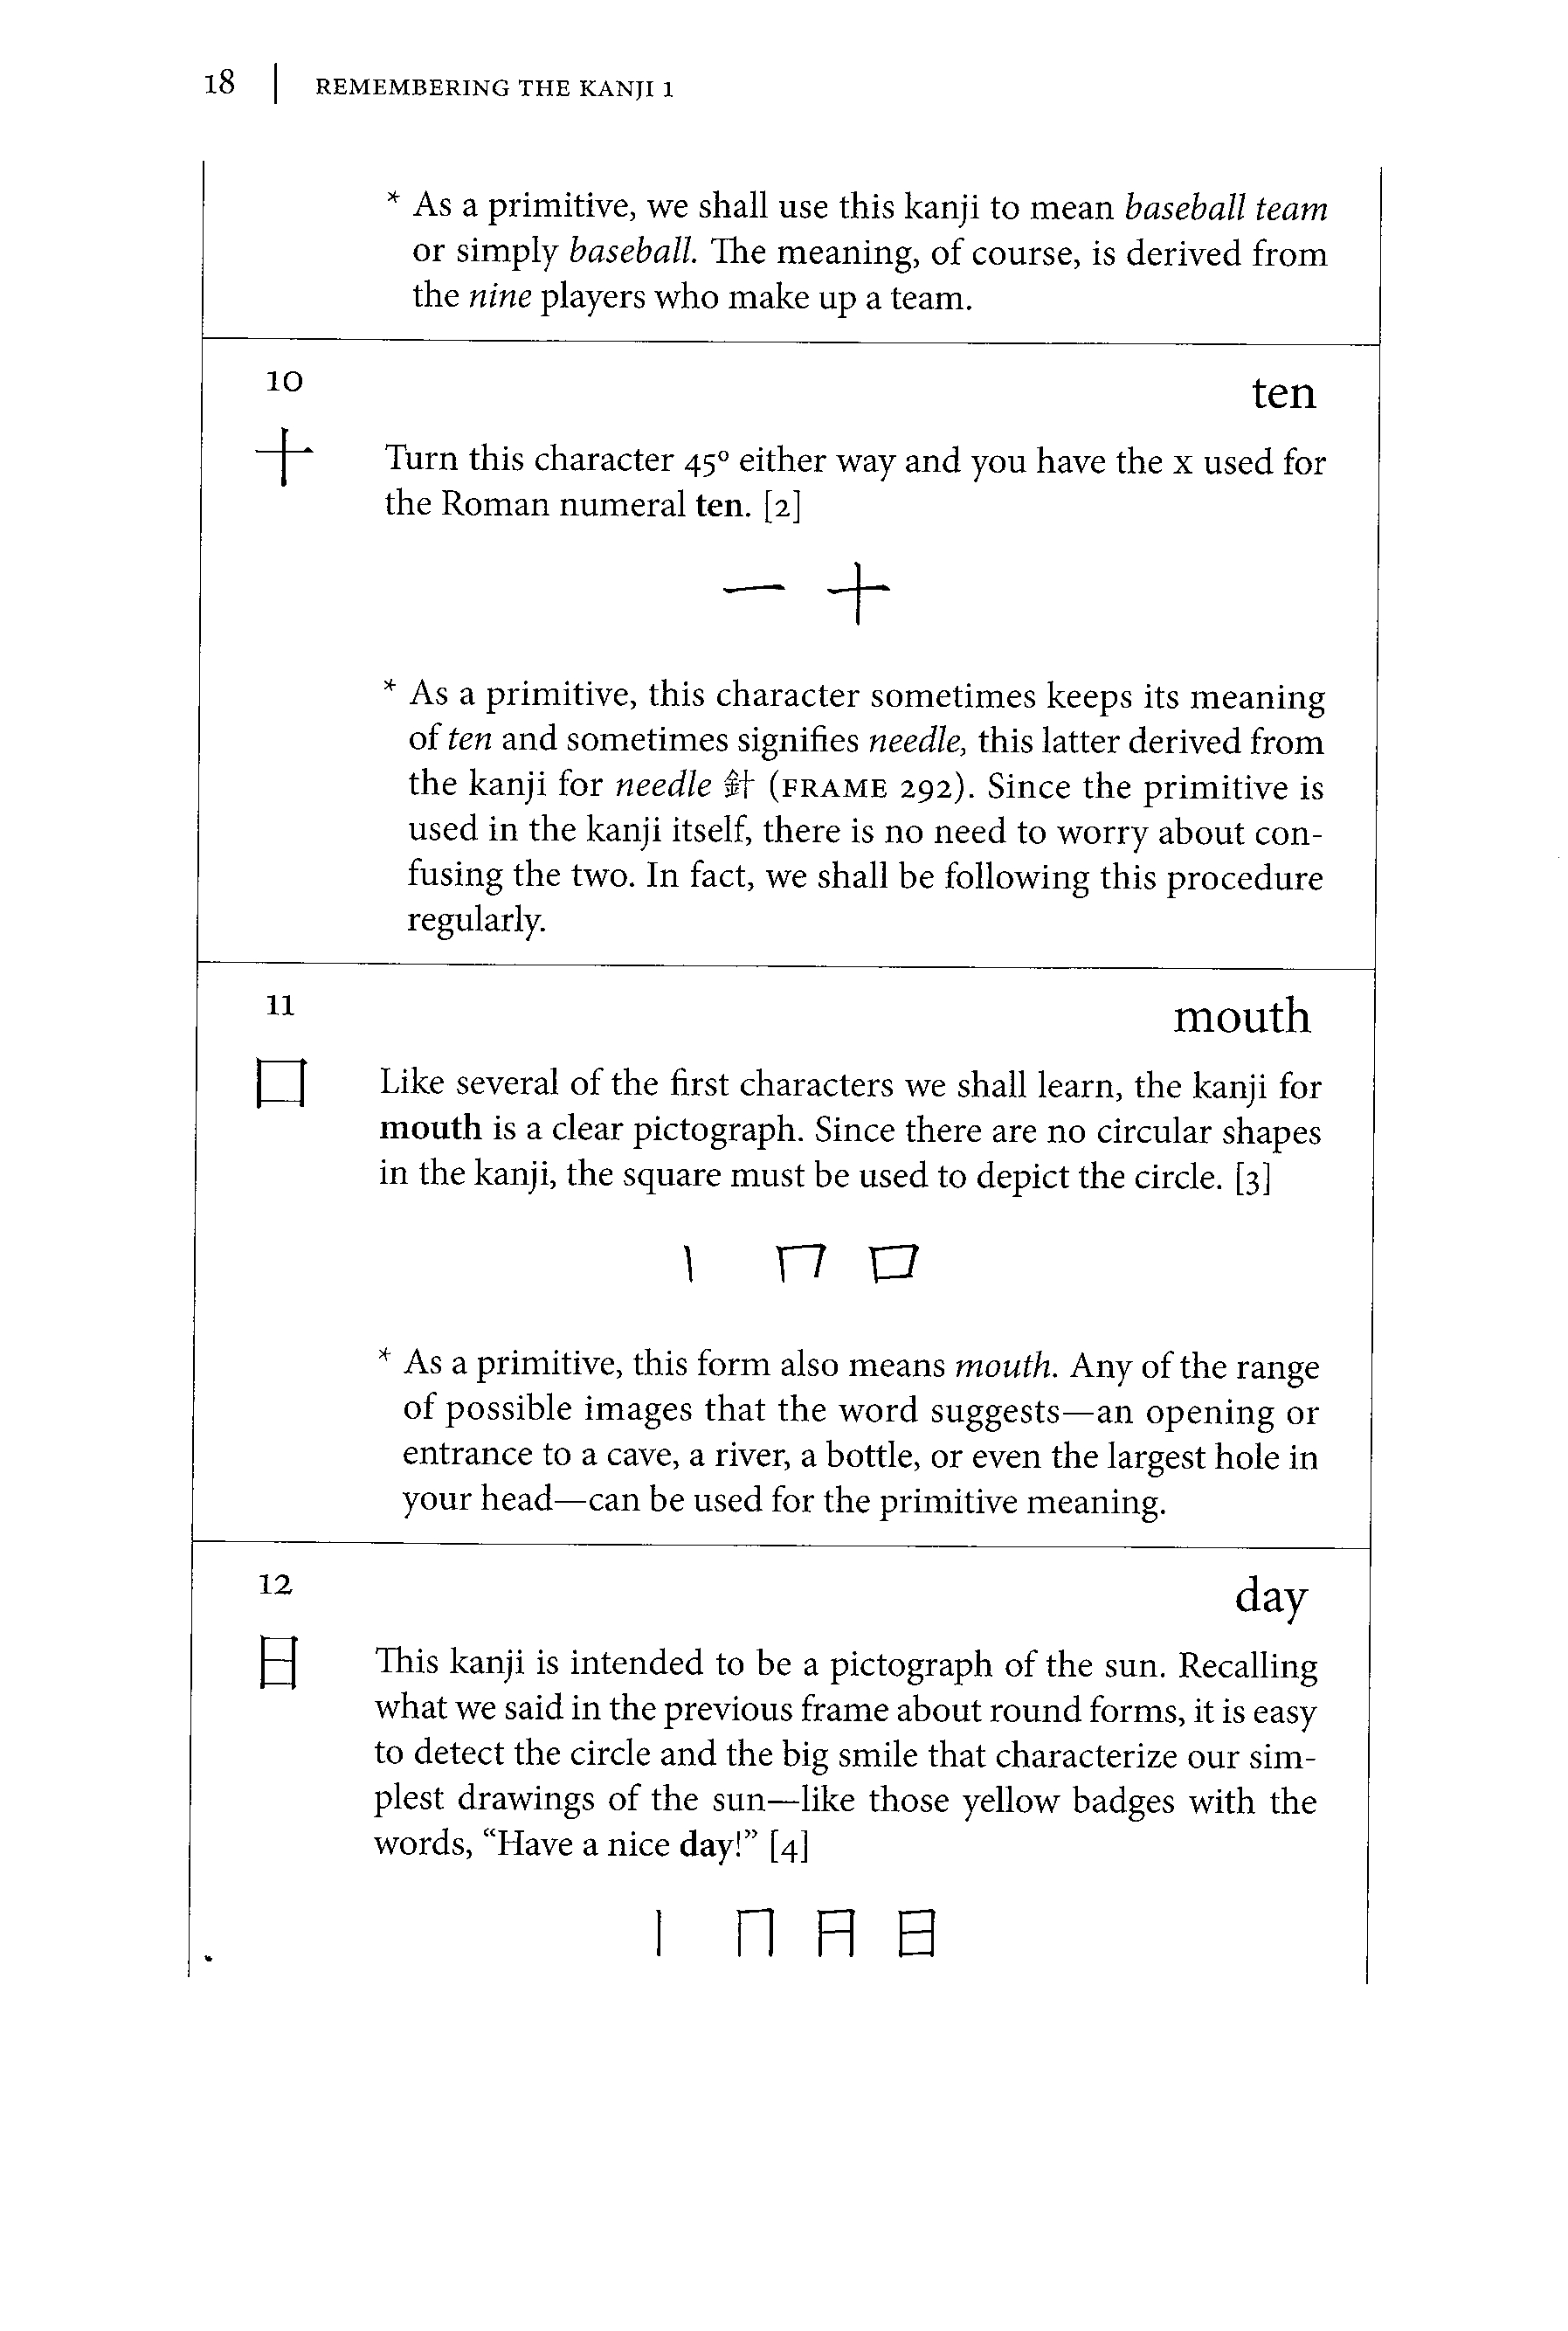 18 | REMEMBERING THE KANJI 1
* As a primitive, we shall use this kanji to mean baseball team
or simply baseball. The meaning, of course, is derived from
the nine players who make up a team.
10
ten
十
Turn this character 45° either way and you have the x used for
the Roman numeral ten. [2]
一 十
* As a primitive, this character sometimes keeps its meaning
of ten and sometimes signifies needle, this latter derived from
the kanji for needle 針 (FRAME 292). Since the primitive is
used in the kanji itself, there is no need to worry about con-
fusing the two. In fact, we shall be following this procedure
regularly.
11
mouth
口
Like several of the first characters we shall learn, the kanji for
mouth is a clear pictograph. Since there are no circular shapes
in the kanji, the square must be used to depict the circle. [3]
丨 冂 口
* As a primitive, this form also means mouth. Any of the range
of possible images that the word suggests—an opening or
entrance to a cave, a river, a bottle, or even the largest hole in
your head—can be used for the primitive meaning.
12
day
日
This kanji is intended to be a pictograph of the sun. Recalling
what we said in the previous frame about round forms, it is easy
to detect the circle and the big smile that characterize our sim-
plest drawings of the sun—like those yellow badges with the
words, “Have a nice day!” [4]
丨 冂 日